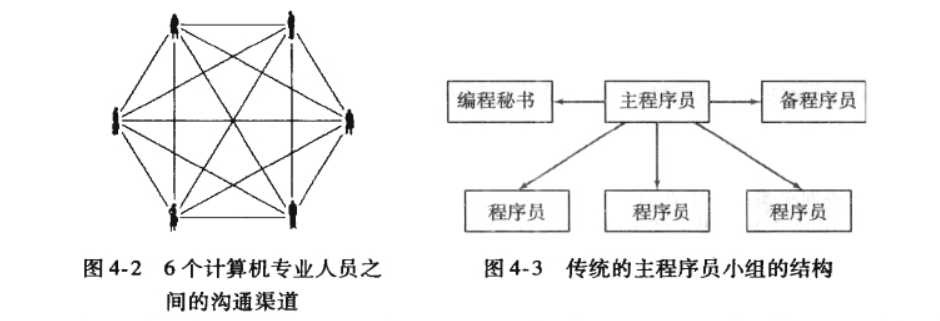 编程秘书
主程序员
备程序员
程序员
程序员
程序员
图 4-2 6 个计算机专业人员之
间的沟通渠道
图 4-3 传统的主程序员小组的结构